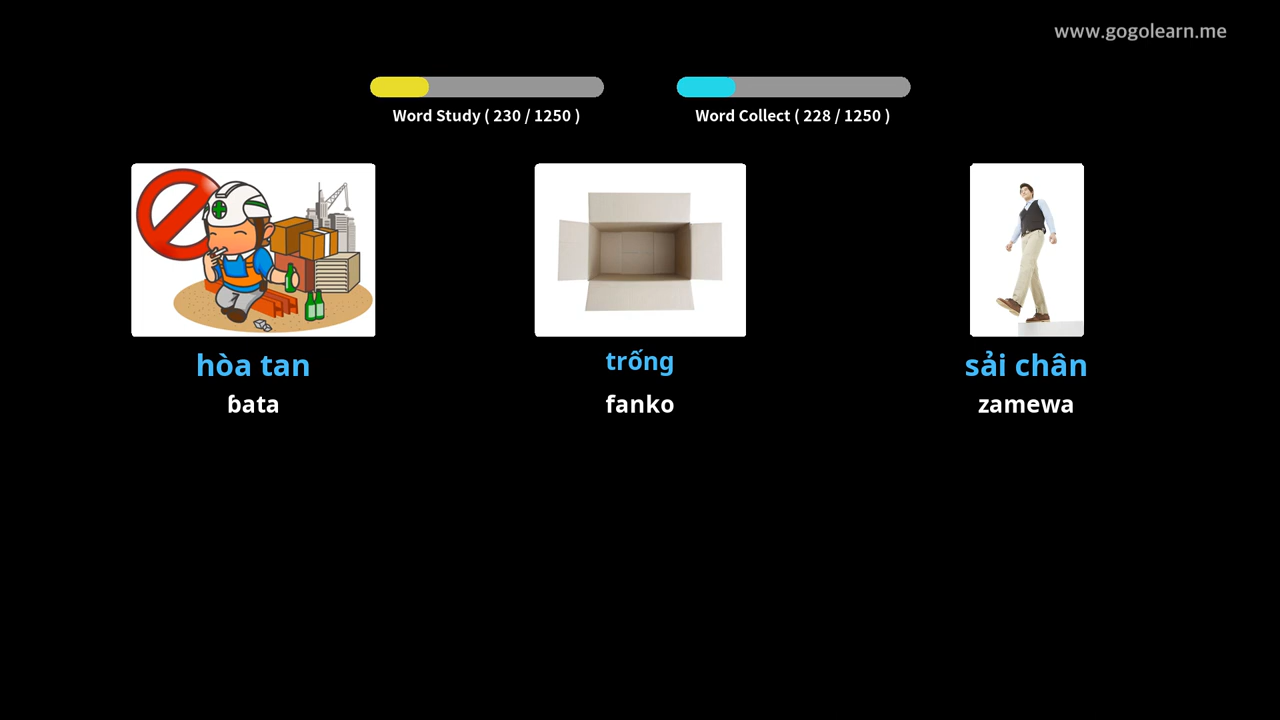 www.gogolearn.me
Word Study ( 230 / 1250 )
Word Collect ( 228 / 1250 )
hòa tan
trống
sải chân
ɓata
fanko
zamewa